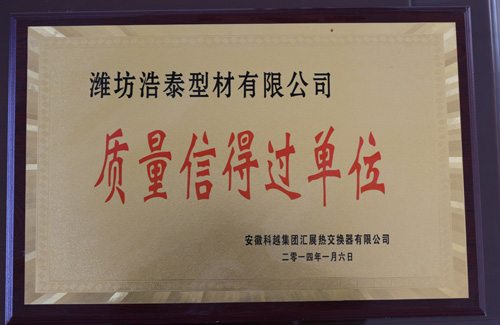 潍坊浩泰型材有限公司
质量信得过单位
安徽科越集团汇展热交换器有限公司
二零一四年一月六日